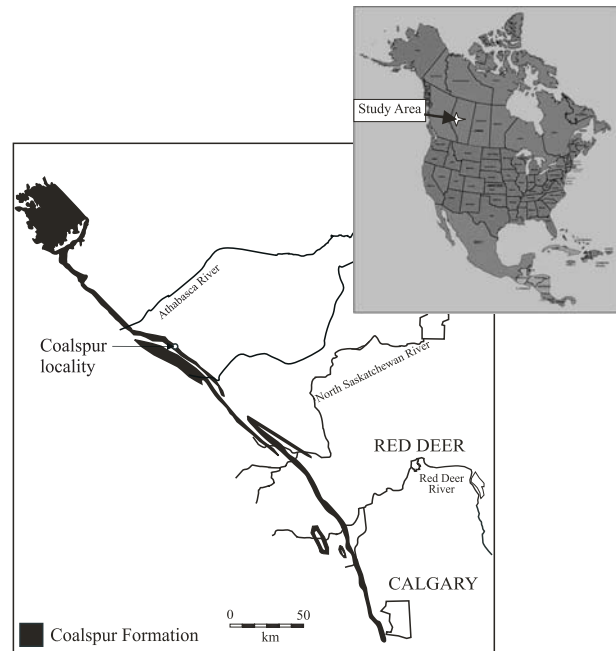 Study Area
Athabasca River
Coalspur
locality
North Saskatchewan River
RED DEER
Red Deer
River
CALGARY
0 50
km
Coalspur Formation